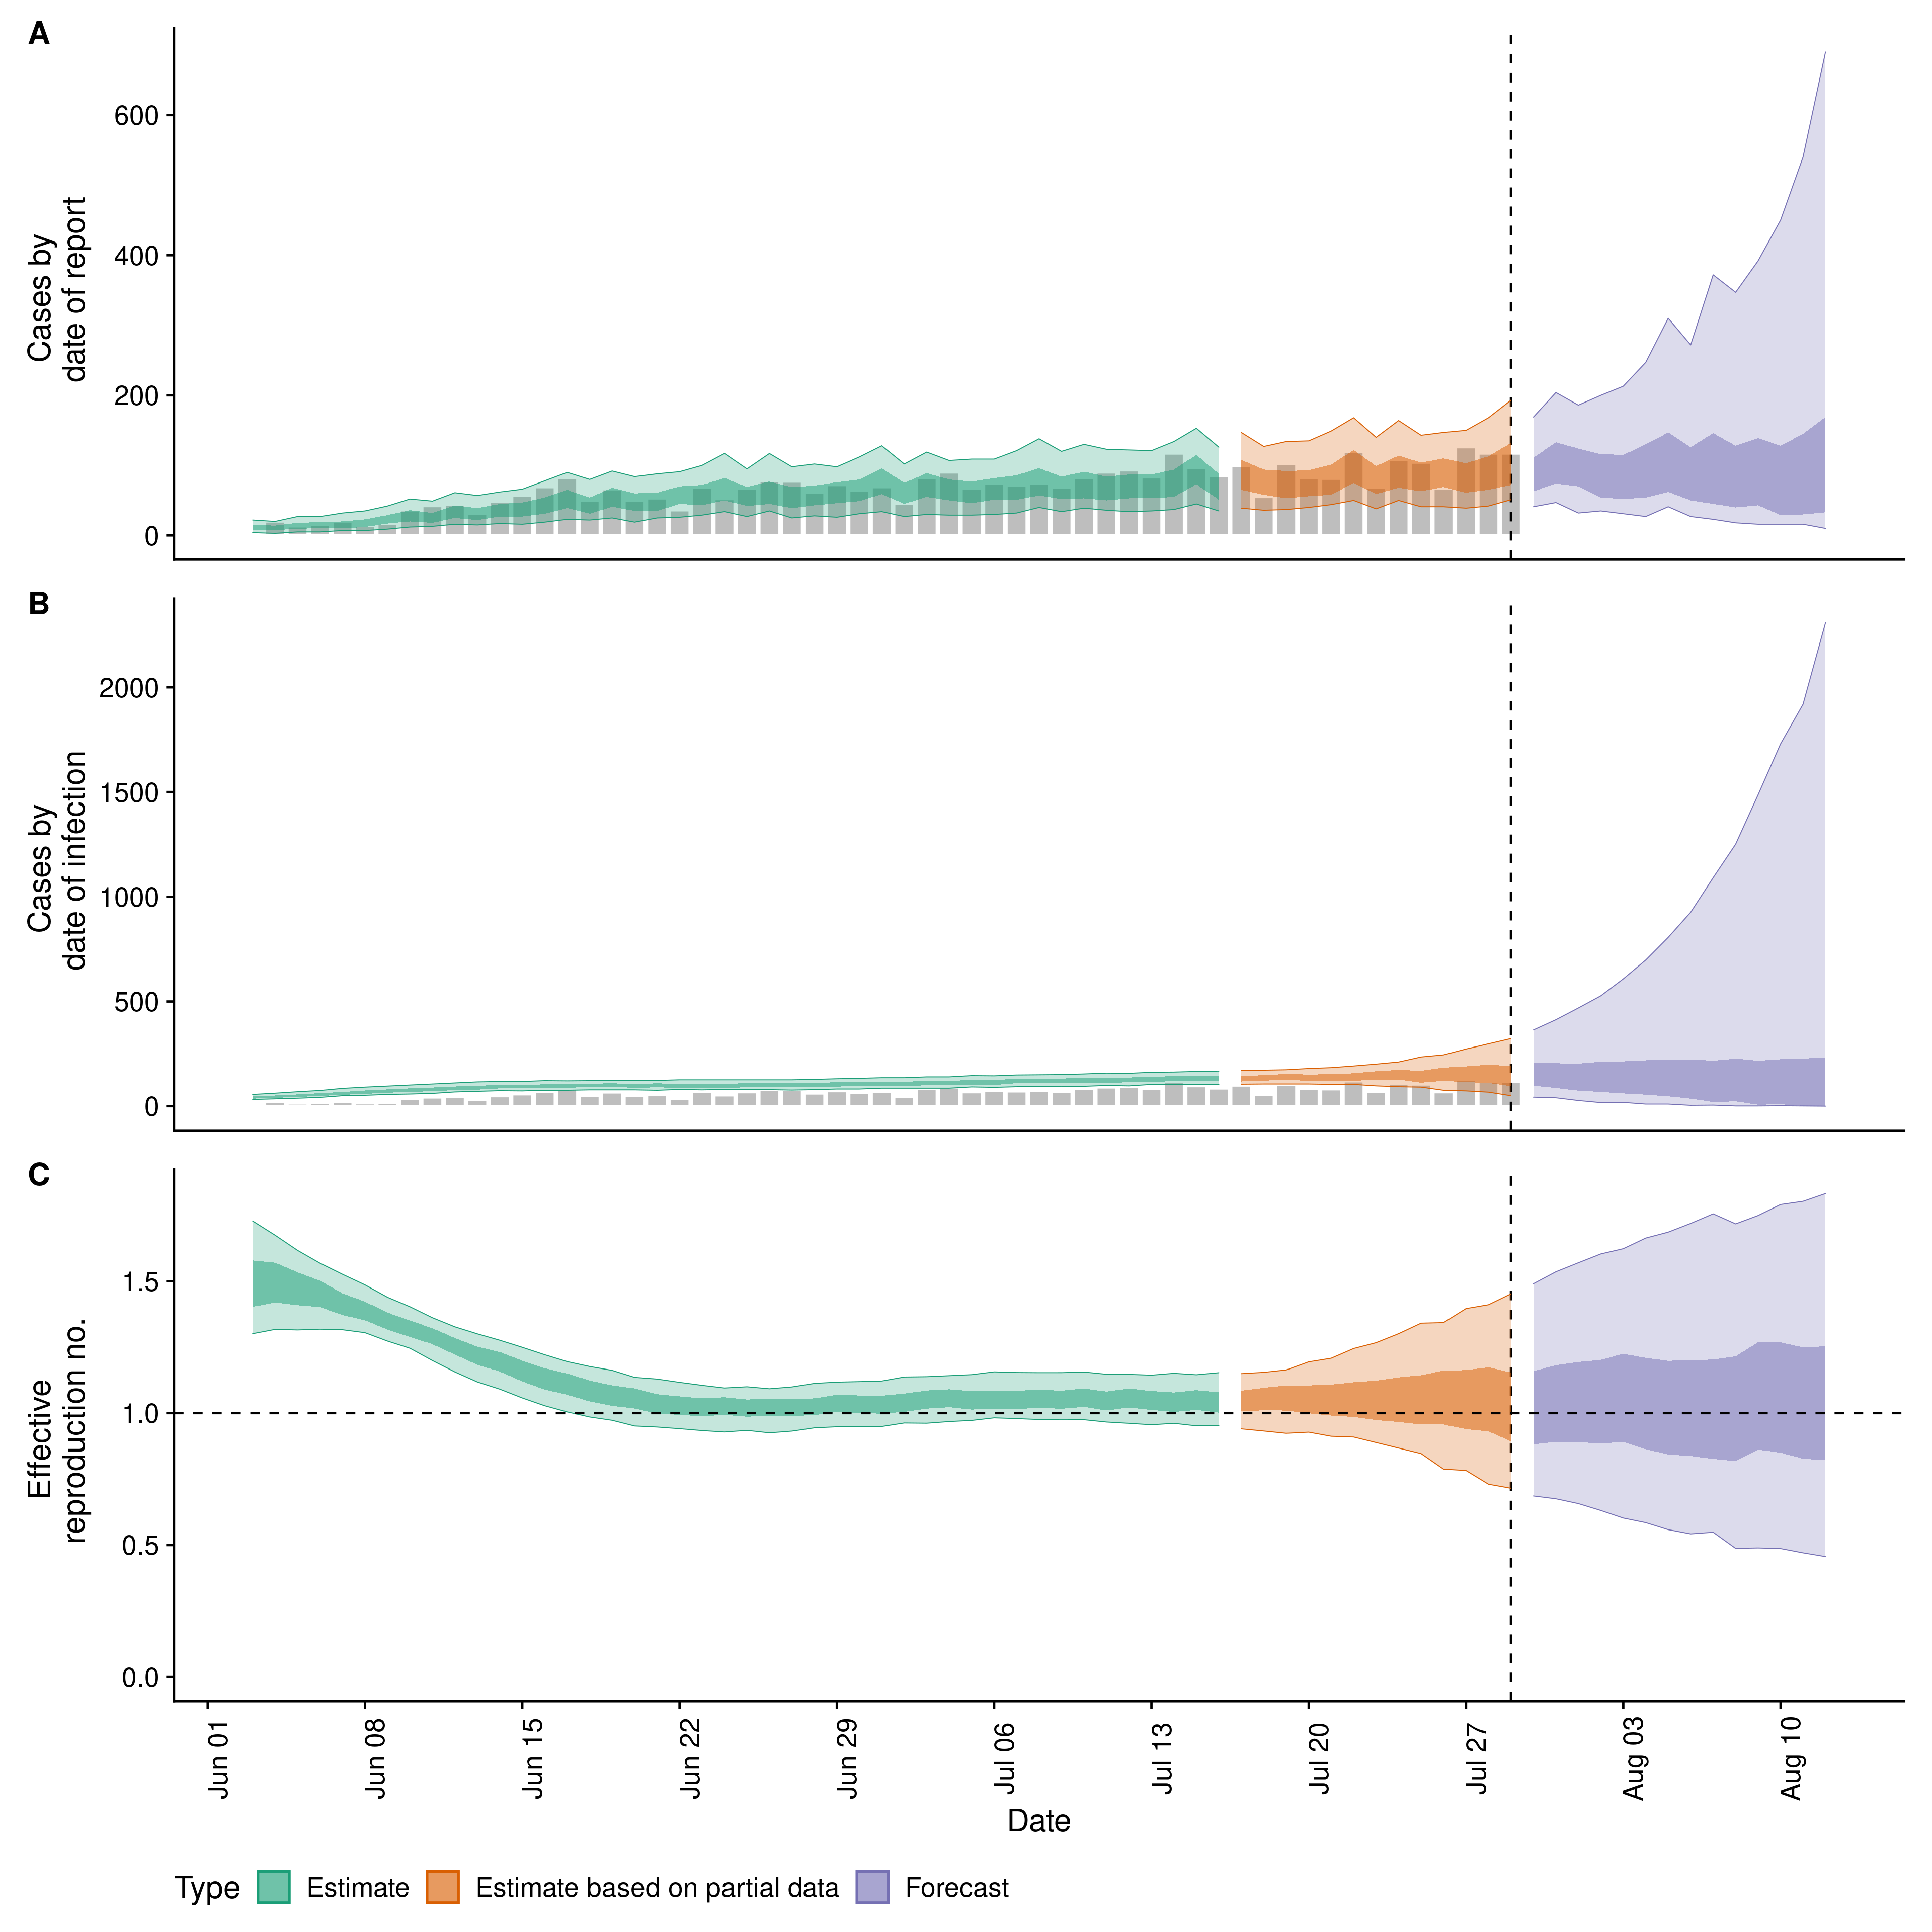 A
600
400
200
0
Cases by
date of report
B
2000
1500
1000
500
0
Cases by
date of infection
C
1.5
1.0
0.5
0.0
Effective
reproduction no.
Jun 01
Jun 08
Jun 15
Jun 22
Jun 29
Jul 06
Jul 13
Jul 20
Jul 27
Aug 03
Aug 10
Date
Type Estimate Estimate based on partial data Forecast